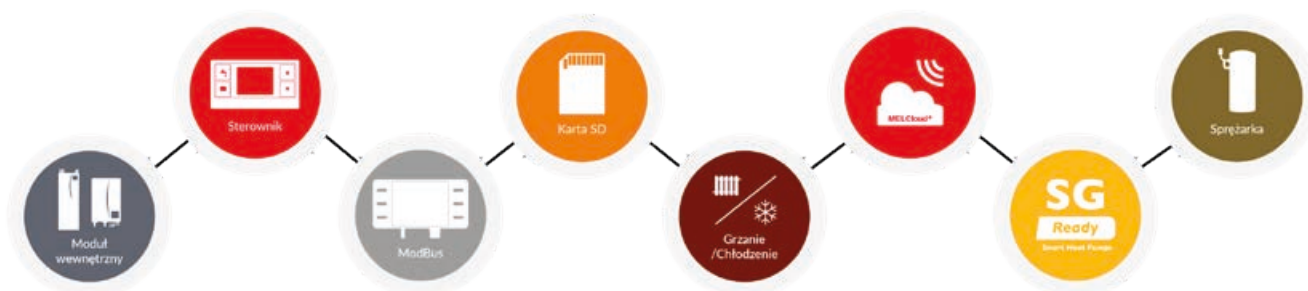 Moduł
wewnętrzny
Sterownik
ModBus
Karta SD
Grzanie
/Chłodzenie
MELCloud®
SG
Ready
Smart Heat Pumps
Sprężarka